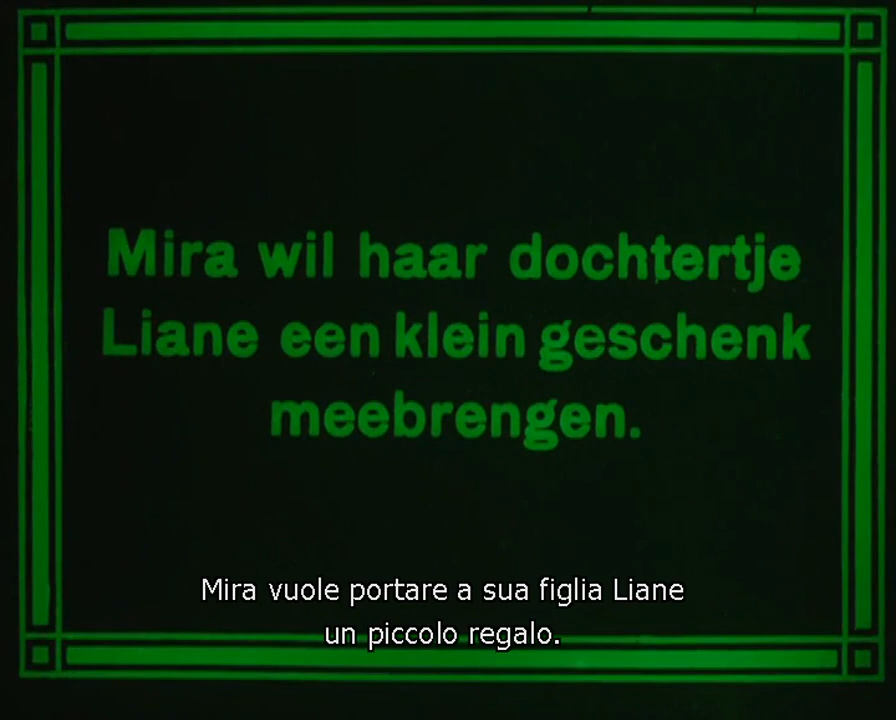 Mira wil haar dochtertje
Liane een klein geschenk
meebrengen.
Mira vuole portare a sua figlia Liane
un piccolo regalo.